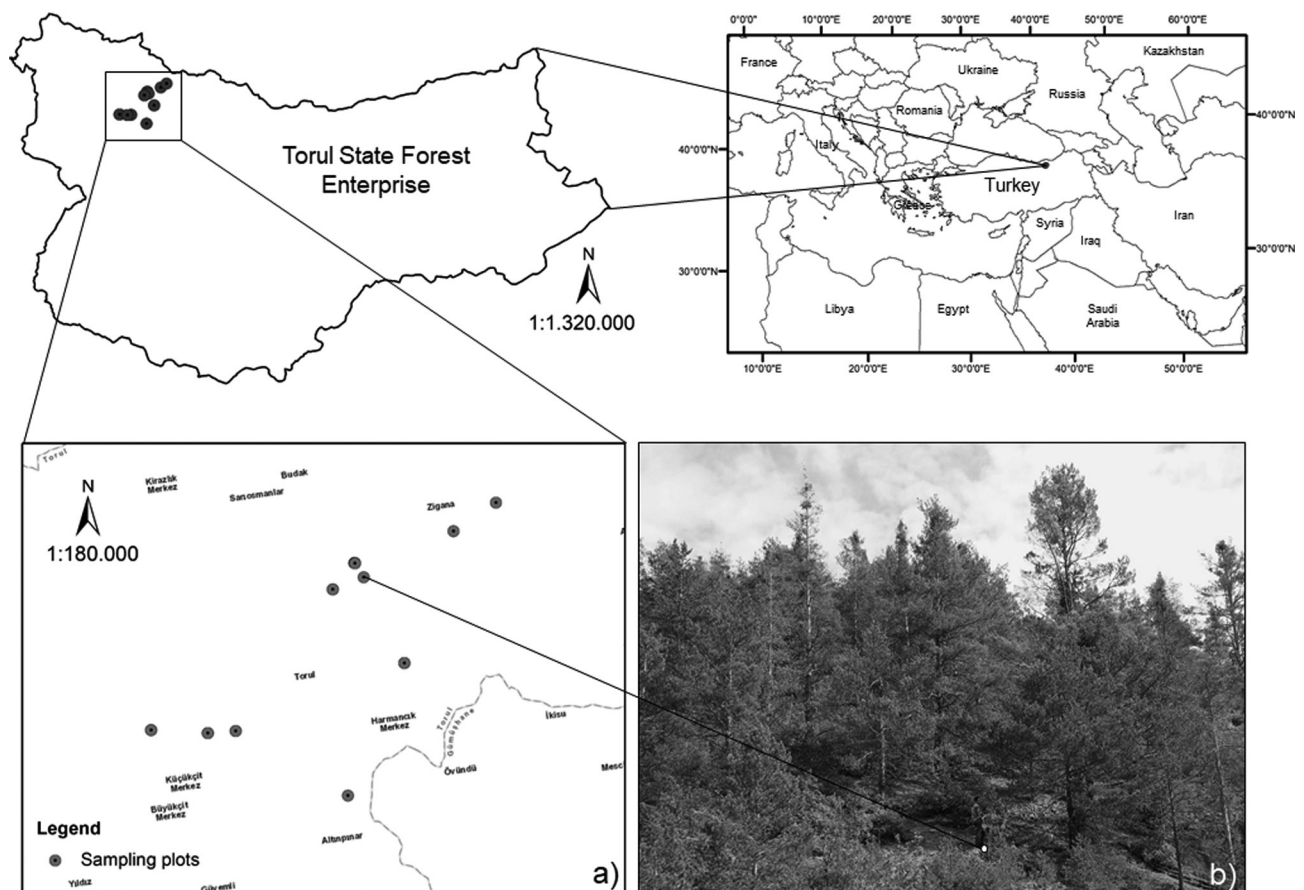 Torul State Forest
Enterprise
N
1:1.320.000
0°0'0" 10°0'0"E 20°0'0"E 30°0'0"E 40°0'0"E 50°0'0"E 60°0'0"E
France
Ukraine
Kazakhstan
Russia
Romania
Italy
40°0'0"N
40°0'0"N
Turkey
Greece
Syria
Iraq
Iran
30°0'0"N
30°0'0"N
Libya
Egypt
Saudi
Arabia
10°0'0"E 20°0'0"E 30°0'0"E 40°0'0"E 50°0'0"E
Torul
N
1:180.000
Kirazlık
Merkez
Budak
Sarıosmanlar
Zigana
Torul
Harmancık
Merkez
Torul
Gümüşhane
İkisu
Övündü
Mesc
Küçükçit
Merkez
Büyükçit
Merkez
Altınpınar
Legend
Sampling plots
Yıldız
Güvemli
a)
b)